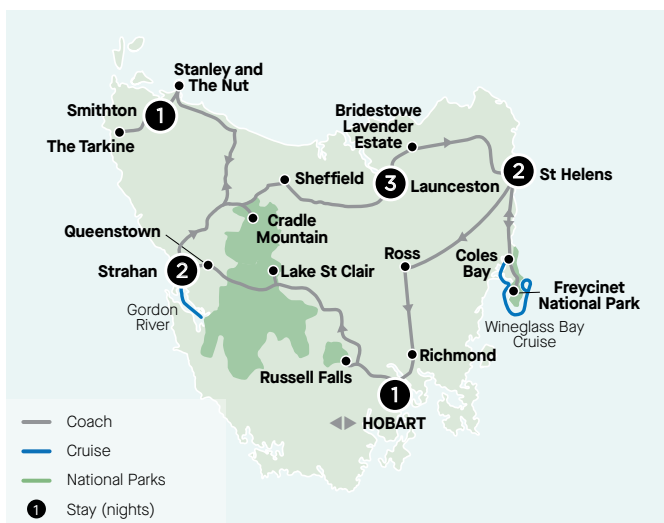 Stanley and
The Nut
Smithton
1
The Tarkine
Bridestowe
Lavender
Estate
Sheffield
3
Launceston
2
St Helens
Cradle
Mountain
Queenstown
Strahan
2
Lake St Clair
Ross
Coles
Bay
Freycinet
National Park
Gordon
River
Wineglass Bay
Cruise
Richmond
Russell Falls
1
HOBART
Coach
Cruise
National Parks
1 Stay (nights)